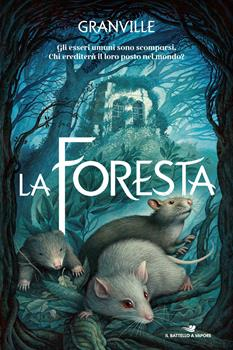 GRANVILLE
Gli esseri umani sono scomparsi.
Chi erediterà il loro posto nel mondo?
LA FORESTA
IL BATTELLO A VAPORE